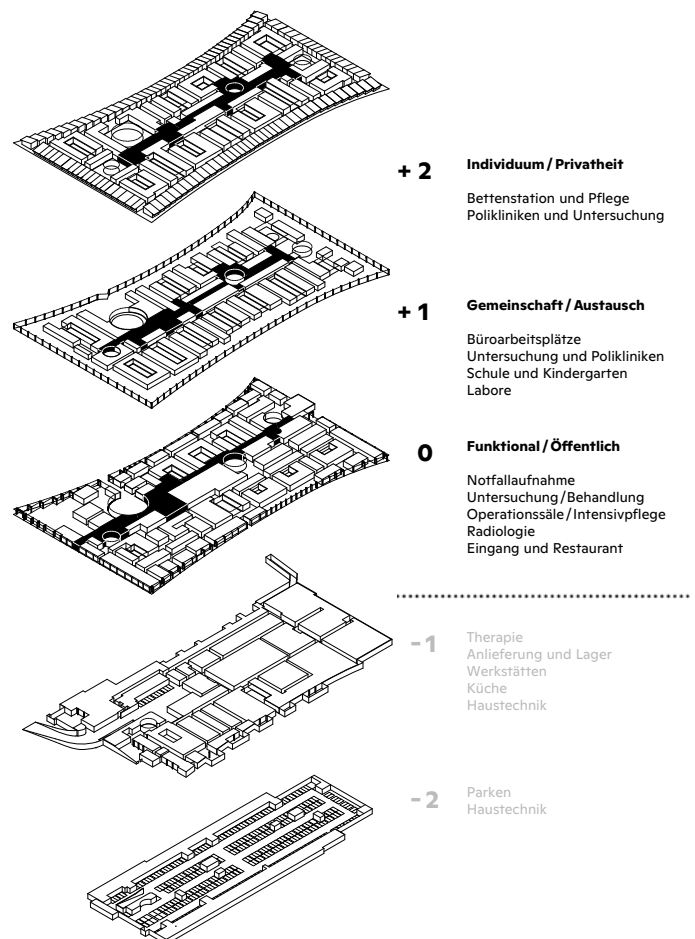 + 2
Individuum / Privatheit
Bettenstation und Pflege
Polikliniken und Untersuchung
+ 1
Gemeinschaft / Austausch
Büroarbeitsplätze
Untersuchung und Polikliniken
Schule und Kindergarten
Labore
0
Funktional / Öffentlich
Notfallaufnahme
Untersuchung / Behandlung
Operationssäle / Intensivpflege
Radiologie
Eingang und Restaurant
- 1
Therapie
Anlieferung und Lager
Werkstätten
Küche
Haustechnik
- 2
Parken
Haustechnik